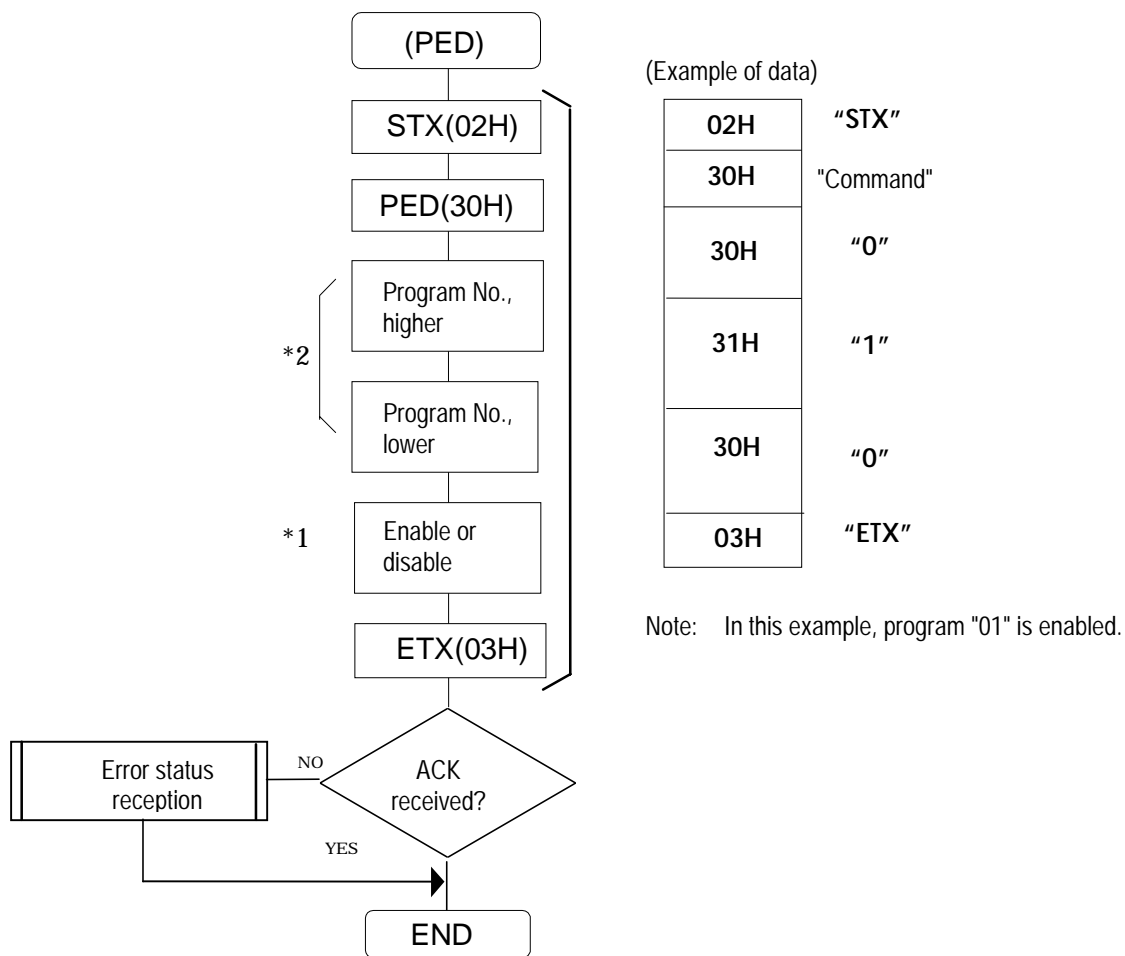 (PED)
STX(02H)
PED(30H)
*2
Program No.,
higher
Program No.,
lower
*1
Enable or
disable
ETX(03H)
ACK
received?
NO
Error status
reception
YES
END
(Example of data)
02H "STX"
30H "Command"
30H "0"
31H "1"
30H "0"
03H "ETX"
Note: In this example, program "01" is enabled.